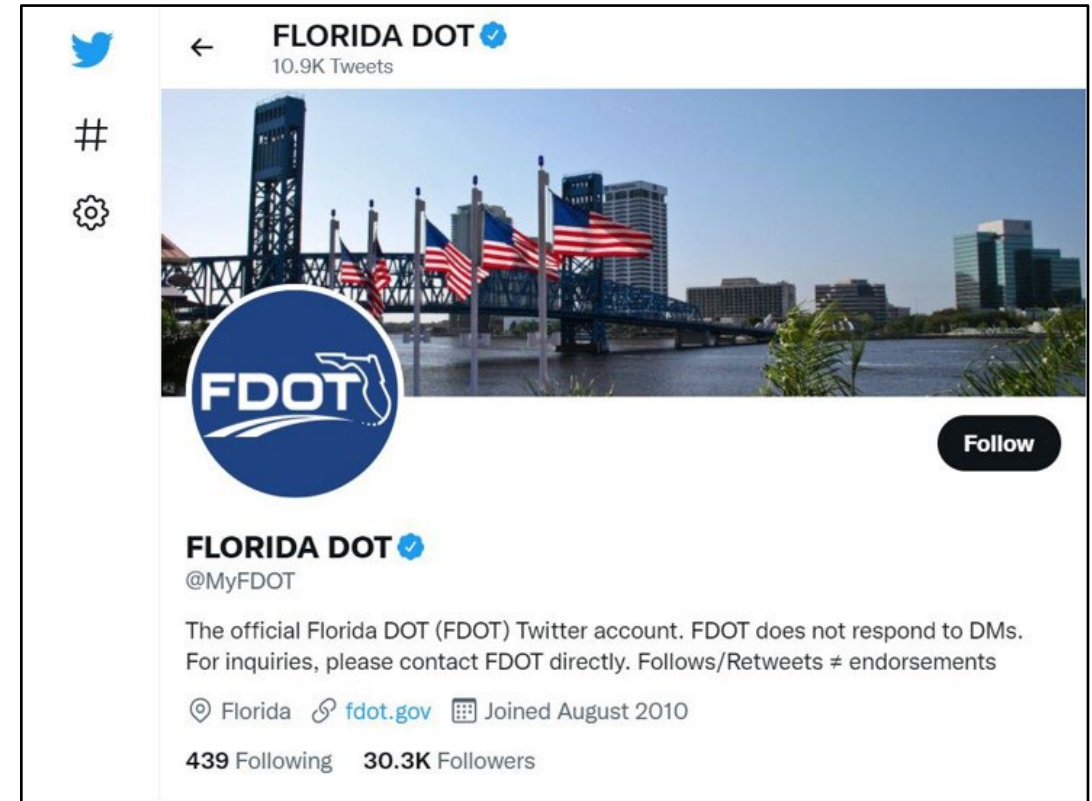 FLORIDA DOT
10.9K Tweets
#
FDOT
Follow
FLORIDA DOT
@MyFDOT
The official Florida DOT (FDOT) Twitter account. FDOT does not respond to DMs.
For inquiries, please contact FDOT directly. Follows/Retweets ≠ endorsements
Florida fdot.gov Joined August 2010
439 Following 30.3K Followers